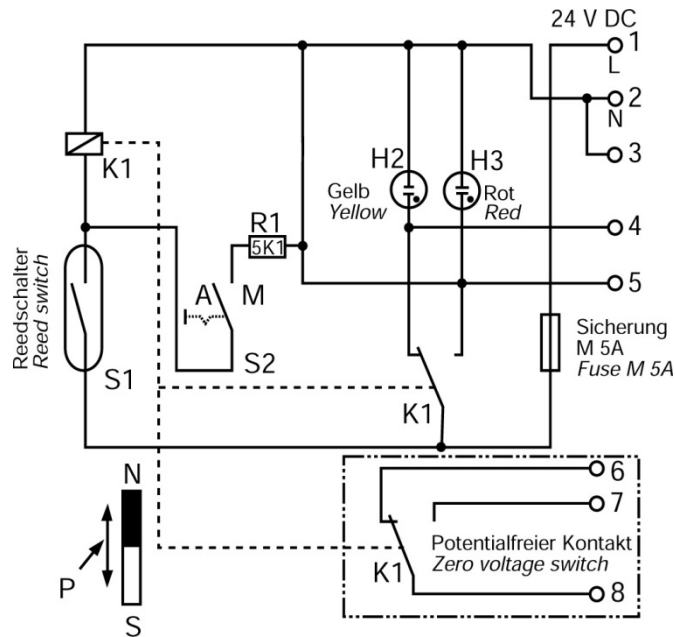 24 V DC
1
L
2
N
3
K1
H2
H3
Gelb
Yellow
Rot
Red
4
R1
5K1
5
A
M
Reedschalter
Reed switch
S1
S2
Sicherung
M 5A
Fuse M 5A
K1
N
P
S
6
7
Potentialfreier Kontakt
Zero voltage switch
K1
8